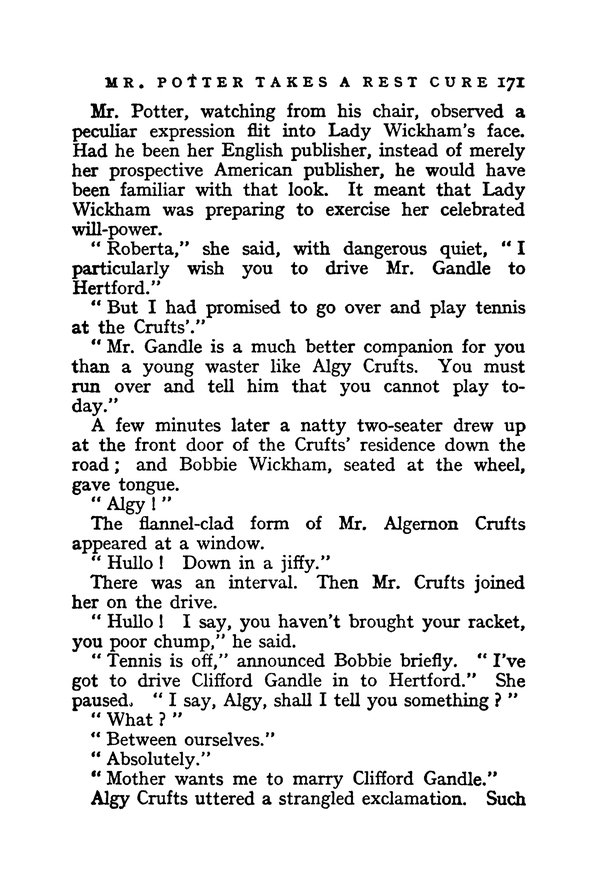 MR. POTTER TAKES A REST CURE 171
Mr. Potter, watching from his chair, observed a
peculiar expression flit into Lady Wickham's face.
Had he been her English publisher, instead of merely
her prospective American publisher, he would have
been familiar with that look. It meant that Lady
Wickham was preparing to exercise her celebrated
will-power.
" Roberta," she said, with dangerous quiet, " I
particularly wish you to drive Mr. Gandle to
Hertford."
" But I had promised to go over and play tennis
at the Crufts'."
" Mr. Gandle is a much better companion for you
than a young waster like Algy Crufts. You must
run over and tell him that you cannot play to-
day."
A few minutes later a natty two-seater drew up
at the front door of the Crufts' residence down the
road ; and Bobbie Wickham, seated at the wheel,
gave tongue.
" Algy ! "
The flannel-clad form of Mr. Algernon Crufts
appeared at a window.
" Hullo ! Down in a jiffy."
There was an interval. Then Mr. Crufts joined
her on the drive.
" Hullo ! I say, you haven't brought your racket,
you poor chump," he said.
" Tennis is off," announced Bobbie briefly. " I've
got to drive Clifford Gandle in to Hertford." She
paused. " I say, Algy, shall I tell you something ? "
" What ? "
" Between ourselves."
" Absolutely."
" Mother wants me to marry Clifford Gandle."
Algy Crufts uttered a strangled exclamation. Such